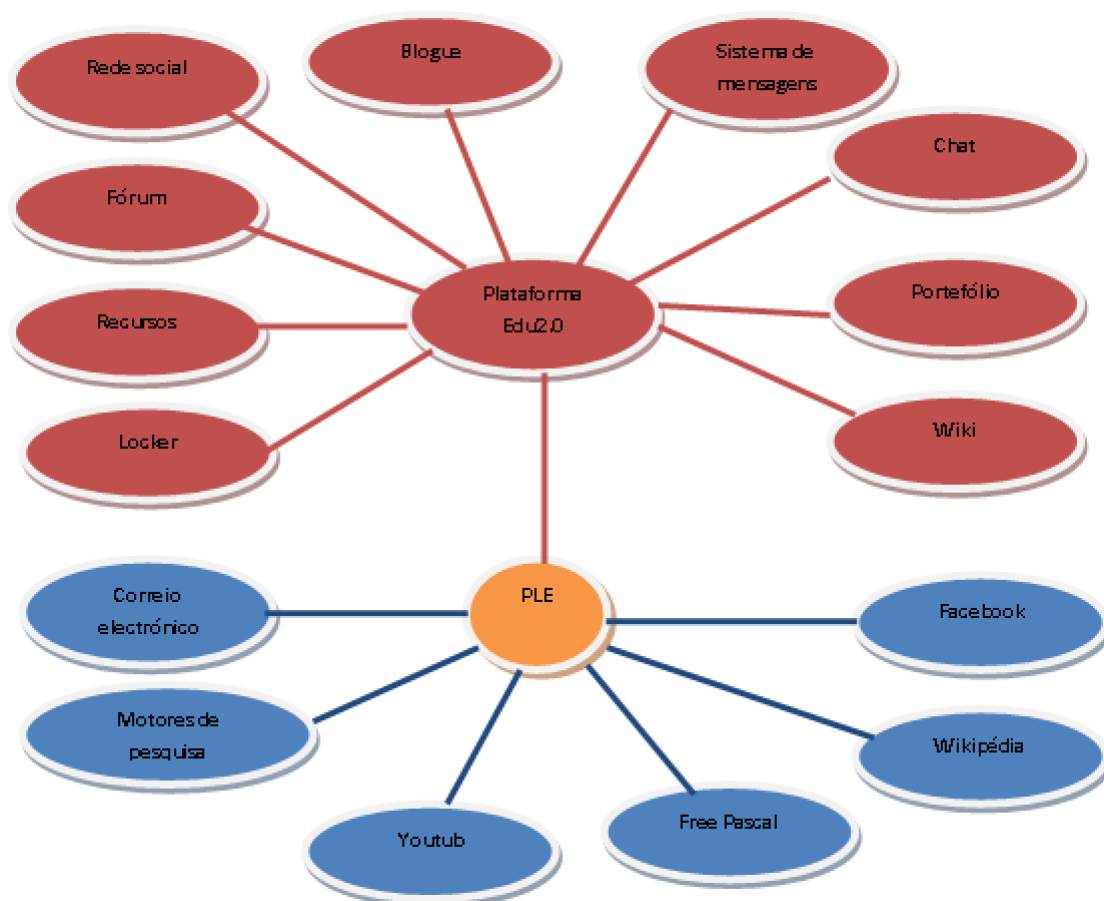 Rede social
Blogue
Sistema de
mensagens
Chat
Fórum
Plataforma
Edu2.0
Portefólio
Recursos
Locker
Wiki
Correio
electrónico
PLE
Facebook
Motores de
pesquisa
Wikipédia
Youtub
Free Pascal